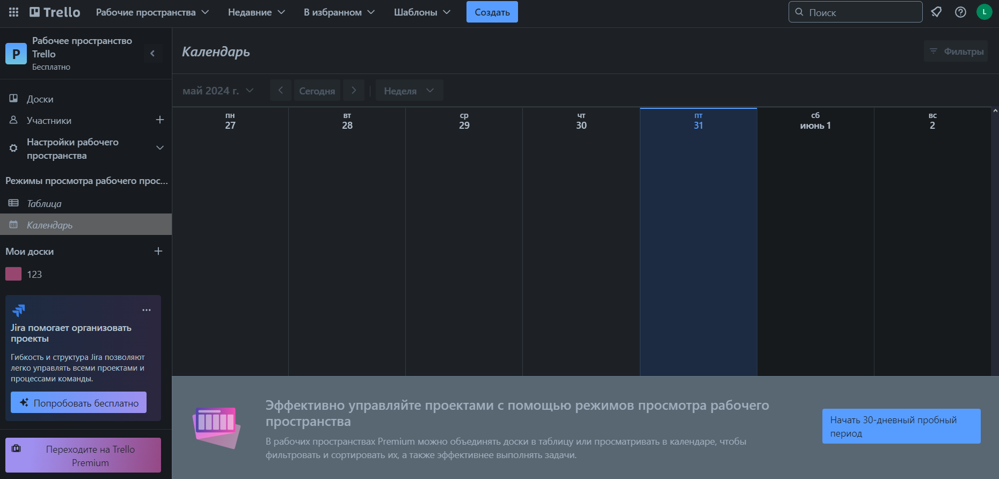 Trello
Рабочие пространства
Недавние
В избранном
Шаблоны
Создать
Поиск
L
Р
Рабочее пространство
Trello
Бесплатно
Доски
Участники
Настройки рабочего
пространства
Режимы просмотра рабочего прос...
Таблица
Календарь
Мои доски
123
Jira помогает организовать
проекты
Гибкость и структура Jira позволяют
легко управлять всеми проектами и
процессами команды.
Попробовать бесплатно
Переходите на Trello
Premium
Календарь
Фильтры
май 2024 г.
Сегодня
Неделя
пн
27
вт
28
ср
29
чт
30
пт
31
сб
июнь 1
вс
2
Эффективно управляйте проектами с помощью режимов просмотра рабочего
пространства
В рабочих пространствах Premium можно объединять доски в таблицу или просматривать в календаре, чтобы
фильтровать и сортировать их, а также эффективнее выполнять задачи.
Начать 30-дневный пробный
период